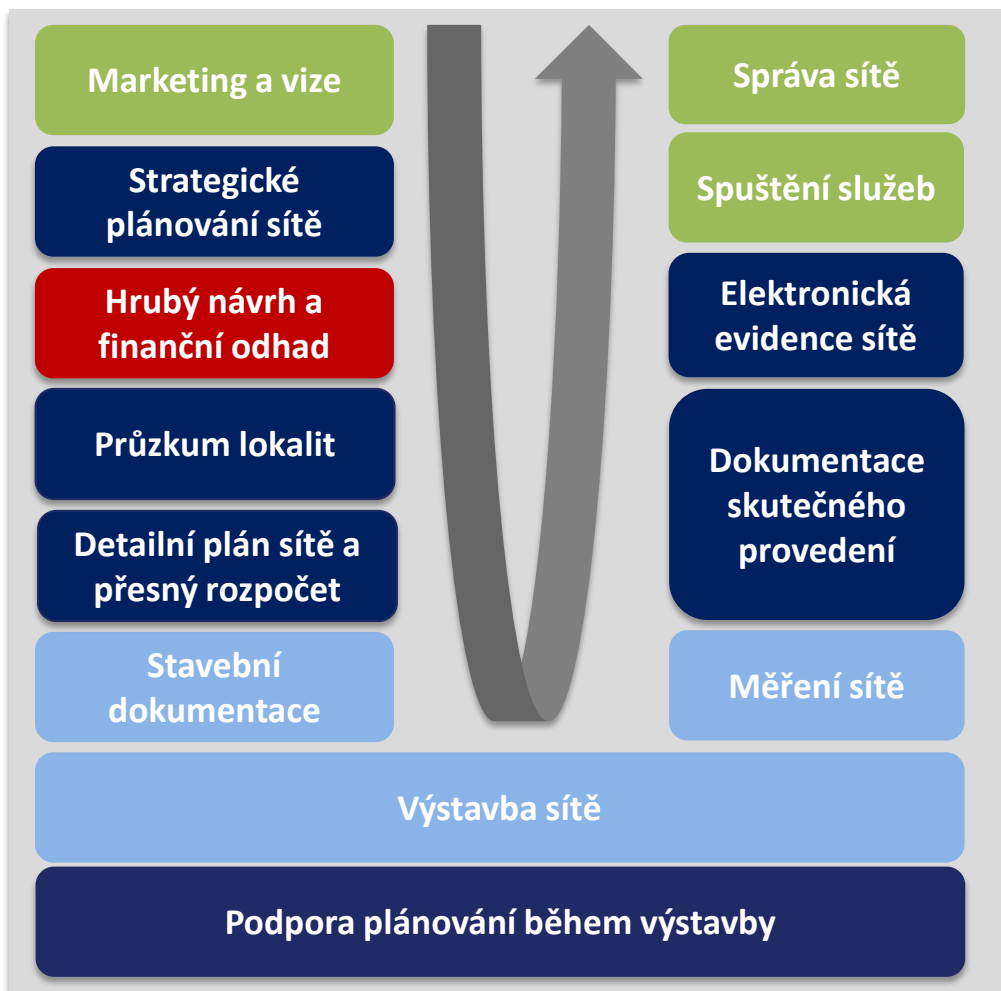 Marketing a vize
Strategické
plánování sítě
Hrubý návrh a
finanční odhad
Průzkum lokalit
Detailní plán sítě a
přesný rozpočet
Stavební
dokumentace
Správa sítě
Spuštění služeb
Elektronická
evidence sítě
Dokumentace
skutečného
provedení
Měření sítě
Výstavba sítě
Podpora plánování během výstavby